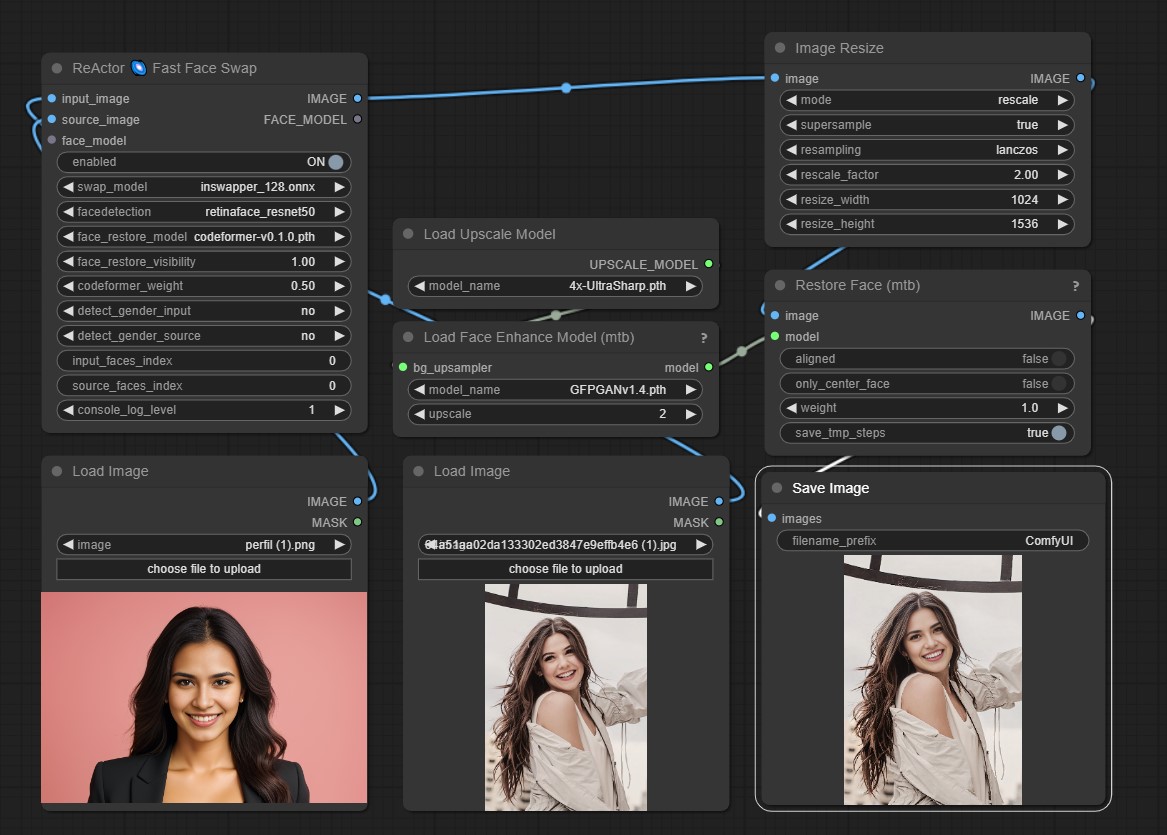 ReActor Fast Face Swap
input_image IMAGE
source_image FACE_MODEL
face_model
enabled ON
swap_model inswapper_128.onnx
facedetection retinaface_resnet50
face_restore_model codeformer-v0.1.0.pth
face_restore_visibility 1.00
codeformer_weight 0.50
detect_gender_input no
detect_gender_source no
input_faces_index 0
source_faces_index 0
console_log_level 1
Load Upscale Model
UPSCALE_MODEL
model_name 4x-UltraSharp.pth
Load Face Enhance Model (mtb) ?
bg_upsampler model
model_name GFPGANv1.4.pth
upscale 2
Image Resize
image IMAGE
mode rescale
supersample true
resampling lanczos
rescale_factor 2.00
resize_width 1024
resize_height 1536
Restore Face (mtb) ?
image IMAGE
model
aligned false
only_center_face false
weight 1.0
save_tmp_steps true
Load Image
IMAGE
MASK
image perfil (1).png
choose file to upload
Load Image
IMAGE
MASK
(1).jpg
choose file to upload
Save Image
images
filename_prefix ComfyUI